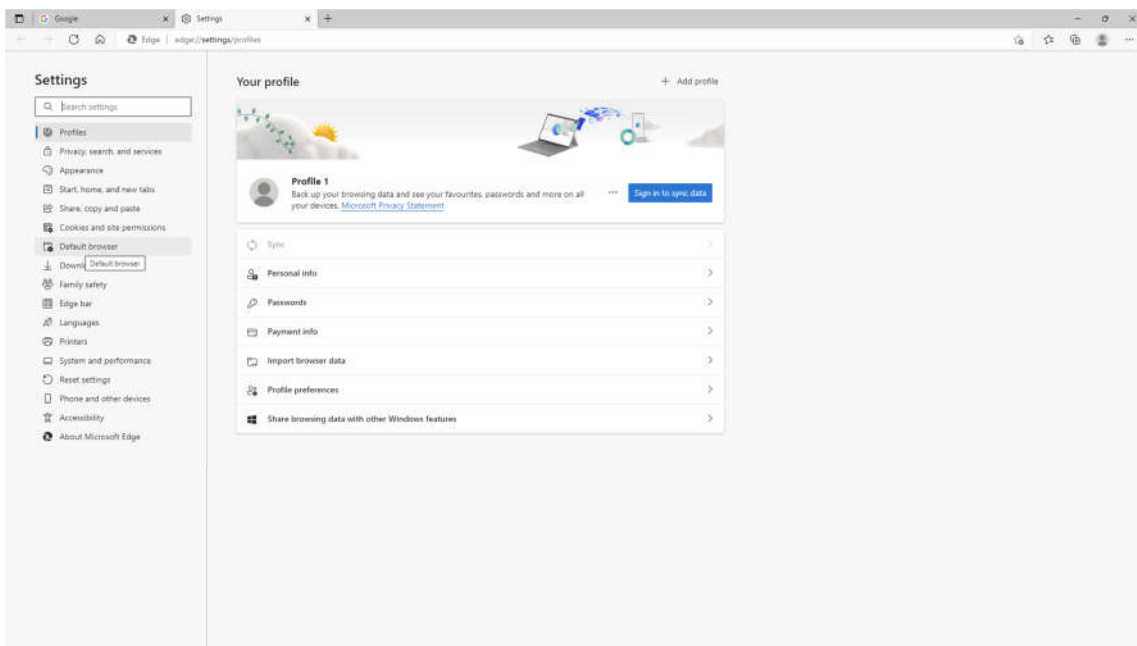 Google
Settings
Edge | edge://settings/profiles
Settings
Search settings
Profiles
Privacy, search, and services
Appearance
Start, home, and new tabs
Share, copy and paste
Cookies and site permissions
Default browser
Downl
Default browser
Family safety
Edge bar
Languages
Printers
System and performance
Reset settings
Phone and other devices
Accessibility
About Microsoft Edge
Your profile
+ Add profile
Profile 1
Back up your browsing data and see your favourites, passwords and more on all
your devices. Microsoft Privacy Statement
Sign in to sync data
Sync
Personal info
Passwords
Payment info
Import browser data
Profile preferences
Share browsing data with other Windows features